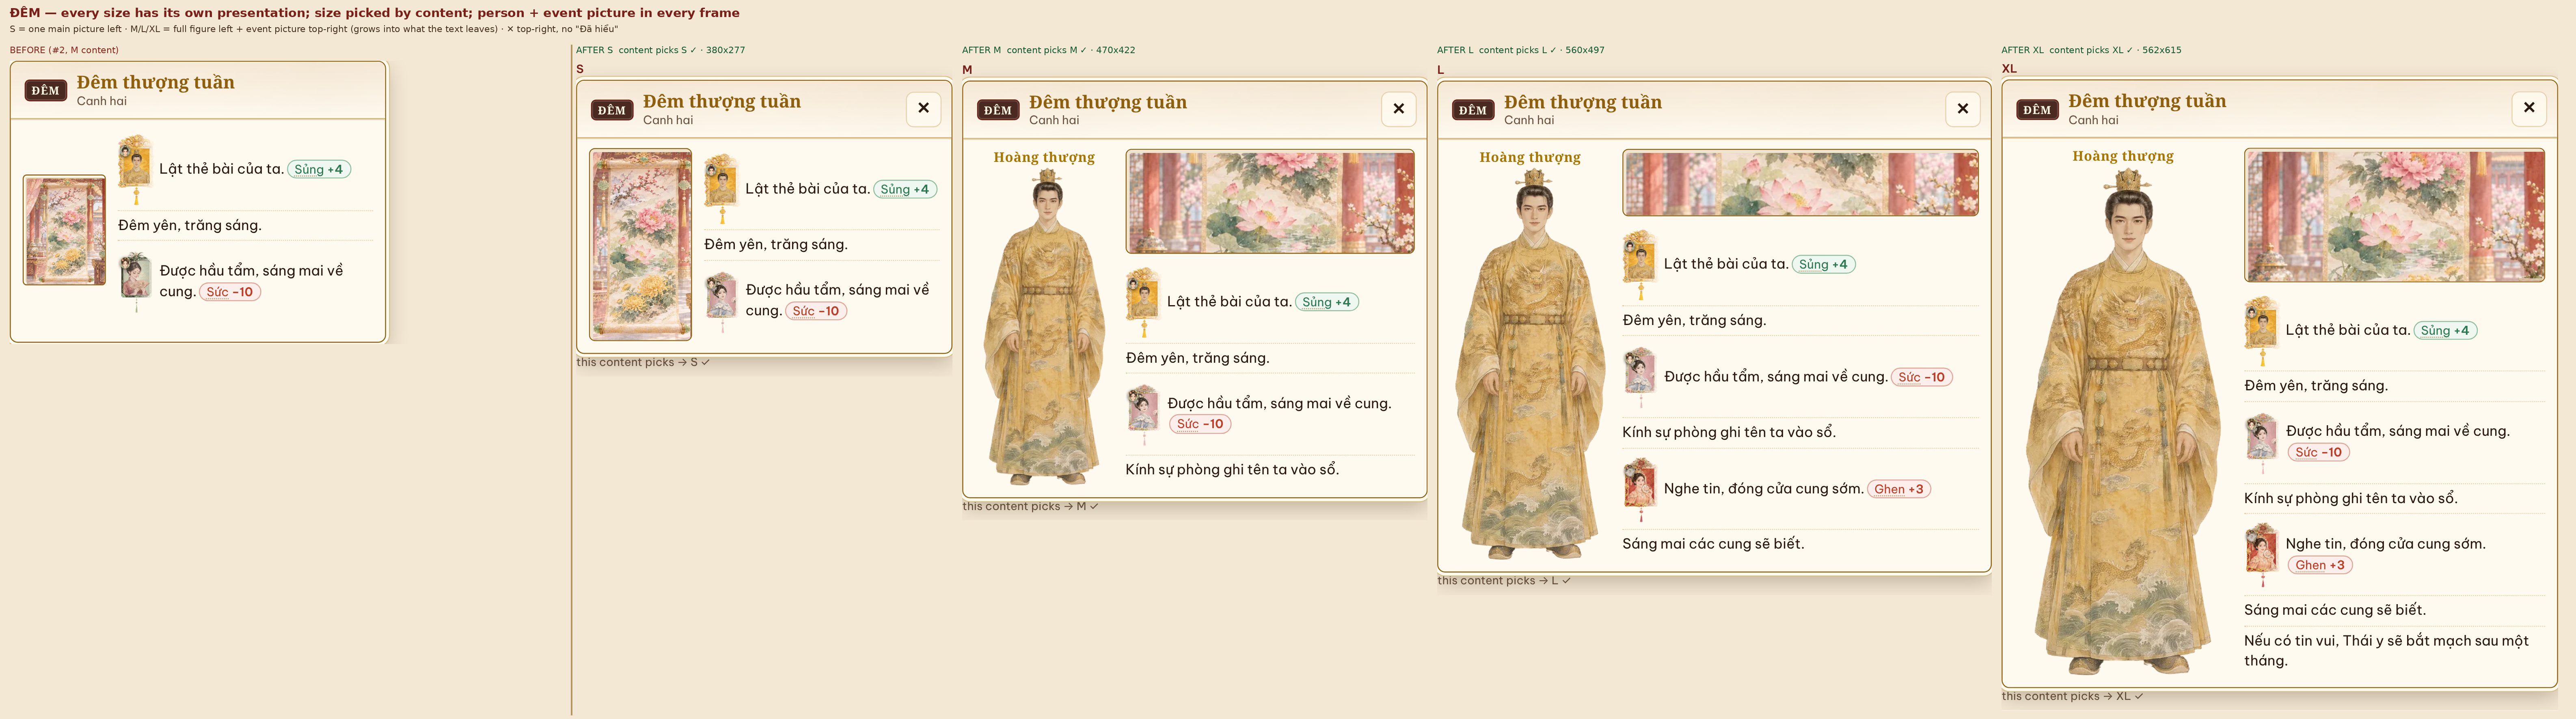 ĐÊM — every size has its own presentation; size picked by content; person + event picture in every frame
S = one main picture left · M/L/XL = full figure left + event picture top-right (grows into what the text leaves) · ✕ top-right, no "Đã hiểu"
BEFORE (#2, M content)
ĐÊM
Đêm thượng tuần
Canh hai
Lật thẻ bài của ta. Sủng +4
Đêm yên, trăng sáng.
Được hầu tẩm, sáng mai về
cung. Sức −10
AFTER S content picks S ✓ · 380x277
S
ĐÊM
Đêm thượng tuần
Canh hai
✕
Lật thẻ bài của ta. Sủng +4
Đêm yên, trăng sáng.
Được hầu tẩm, sáng mai về
cung. Sức −10
this content picks → S ✓
AFTER M content picks M ✓ · 470x422
M
ĐÊM
Đêm thượng tuần
Canh hai
✕
Hoàng thượng
Lật thẻ bài của ta. Sủng +4
Đêm yên, trăng sáng.
Được hầu tẩm, sáng mai về cung.
Sức −10
Kính sự phòng ghi tên ta vào sổ.
this content picks → M ✓
AFTER L content picks L ✓ · 560x497
L
ĐÊM
Đêm thượng tuần
Canh hai
✕
Hoàng thượng
Lật thẻ bài của ta. Sủng +4
Đêm yên, trăng sáng.
Được hầu tẩm, sáng mai về cung. Sức −10
Kính sự phòng ghi tên ta vào sổ.
Nghe tin, đóng cửa cung sớm. Ghen +3
Sáng mai các cung sẽ biết.
this content picks → L ✓
AFTER XL content picks XL ✓ · 562x615
XL
ĐÊM
Đêm thượng tuần
Canh hai
✕
Hoàng thượng
Lật thẻ bài của ta. Sủng +4
Đêm yên, trăng sáng.
Được hầu tẩm, sáng mai về cung.
Sức −10
Kính sự phòng ghi tên ta vào sổ.
Nghe tin, đóng cửa cung sớm.
Ghen +3
Sáng mai các cung sẽ biết.
Nếu có tin vui, Thái y sẽ bắt mạch sau một
tháng.
this content picks → XL ✓